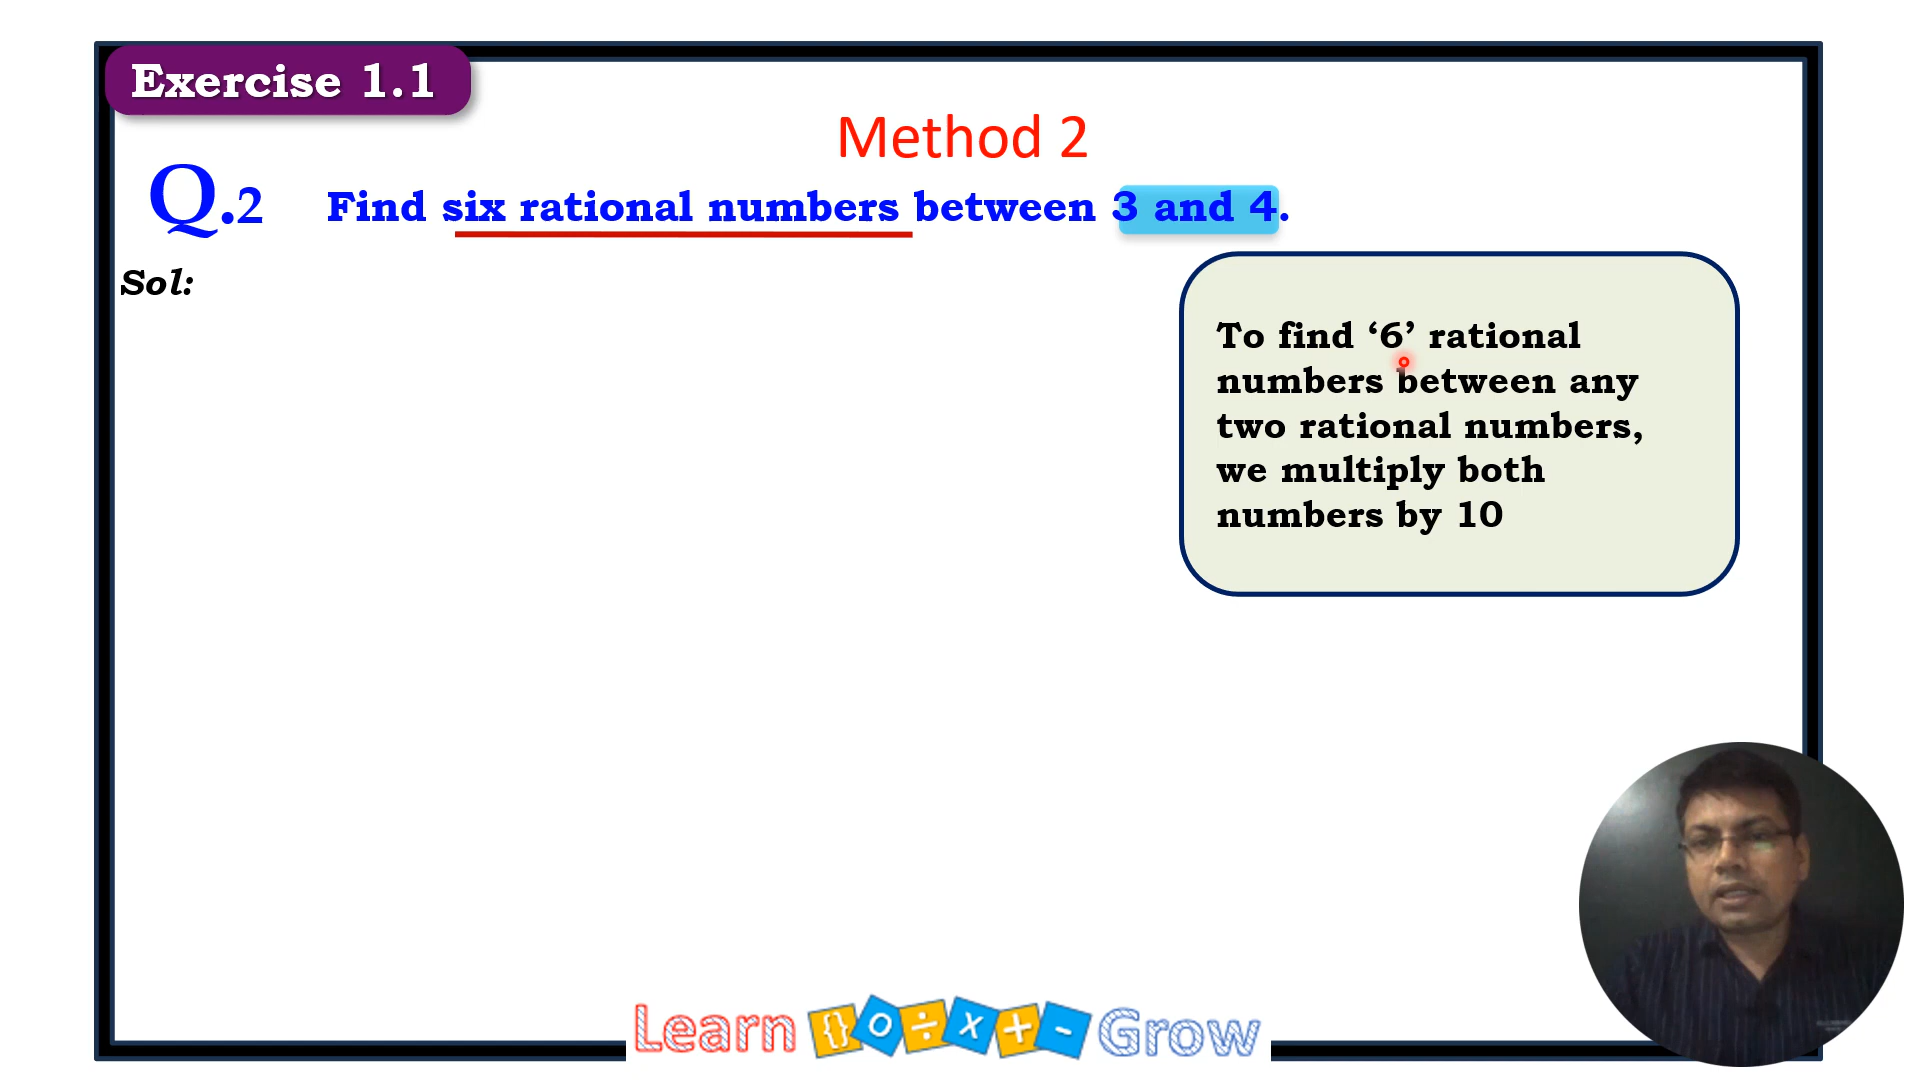 Exercise 1.1
Method 2
Q.2 Find six rational numbers between 3 and 4.
Sol:
To find ‘6’ rational
numbers between any
two rational numbers,
we multiply both
numbers by 10
Learn {} O ÷ x + - Grow